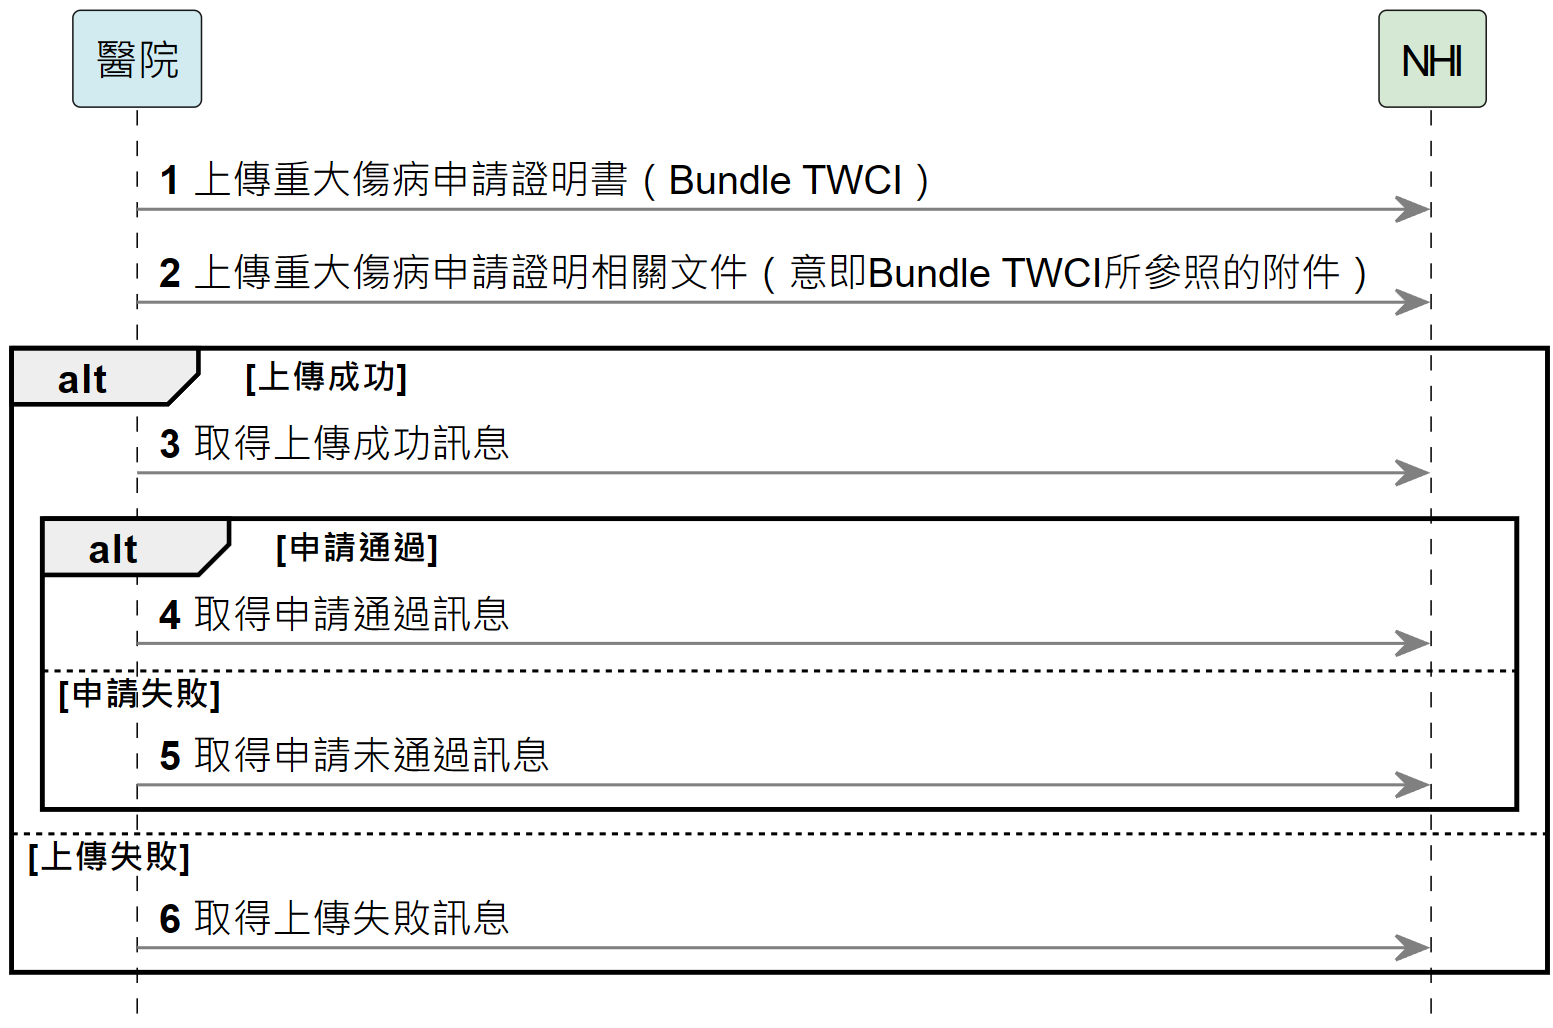 醫院
NHI
1 上傳重大傷病申請證明書（Bundle TWCI）
2 上傳重大傷病申請證明相關文件（意即Bundle TWCI所參照的附件）
alt [上傳成功]
3 取得上傳成功訊息
alt [申請通過]
4 取得申請通過訊息
[申請失敗]
5 取得申請未通過訊息
[上傳失敗]
6 取得上傳失敗訊息